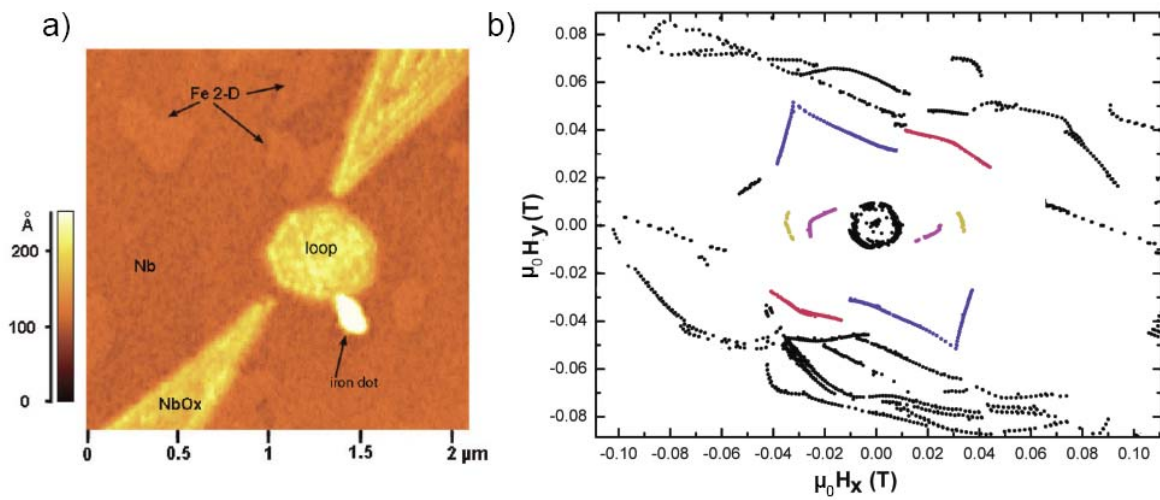 a)
Fe 2-D
Å
200
100
0
Nb
loop
iron dot
NbOx
0
0.5
1
1.5
2 µm
b)
0.08
0.06
0.04
0.02
0.00
-0.02
-0.04
-0.06
-0.08
µ0Hy (T)
-0.10 -0.08 -0.06 -0.04 -0.02 0.00 0.02 0.04 0.06 0.08 0.10
µ0Hx (T)